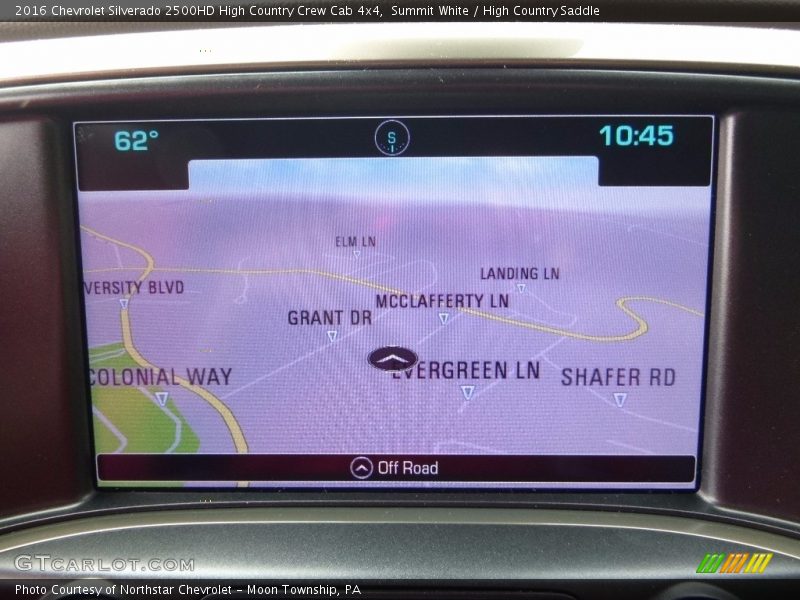 2016 Chevrolet Silverado 2500HD High Country Crew Cab 4x4, Summit White / High Country Saddle
62° S 10:45
ELM LN
LANDING LN
VERSITY BLVD
MCCLAFFERTY LN
GRANT DR
EVERGREEN LN
COLONIAL WAY
SHAFER RD
Off Road
GTCARLOT.COM
Photo Courtesy of Northstar Chevrolet - Moon Township, PA